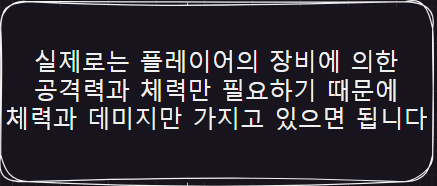 실제로는 플레이어의 장비에 의한
공격력과 체력만 필요하기 때문에
체력과 데미지만 가지고 있으면 됩니다